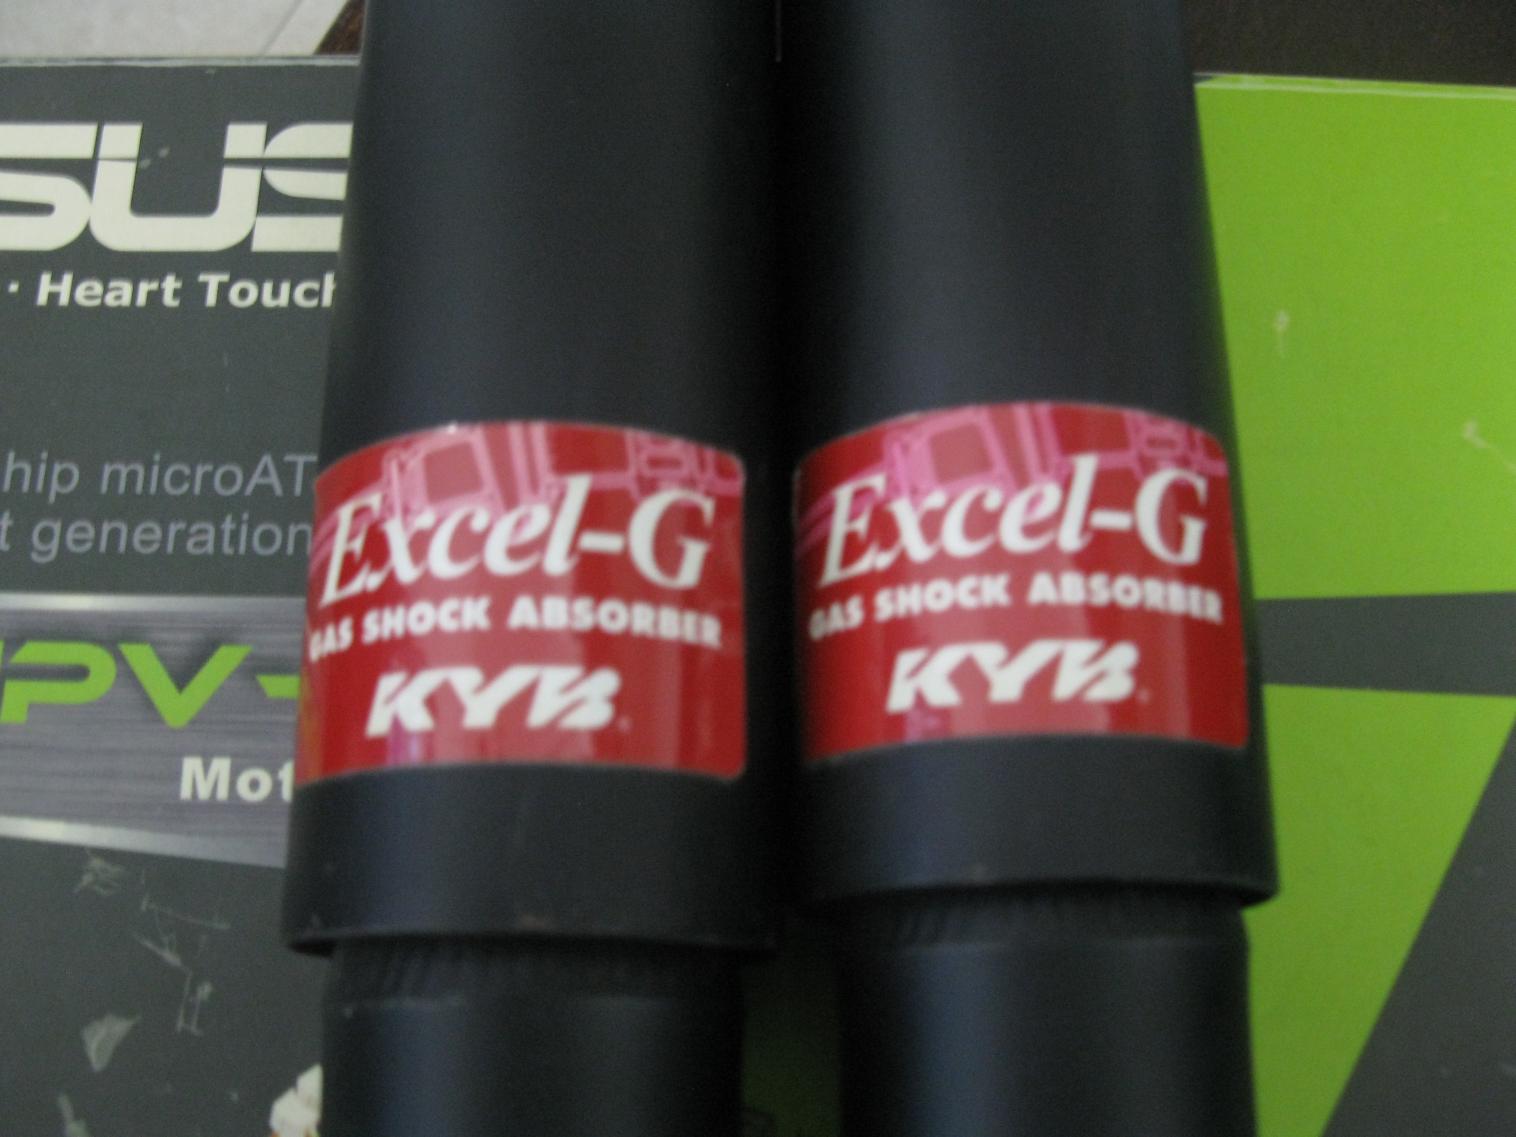 SUS
· Heart Touch
hip microAT
t generation
PV-
Mot
Excel-G
GAS SHOCK ABSORBER
KYB
Excel-G
GAS SHOCK ABSORBER
KYB